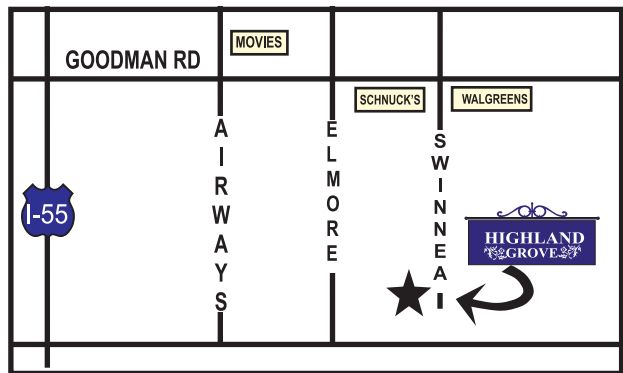 MOVIES
GOODMAN RD
SCHNUCK'S
WALGREENS
AIRWAYS
ELMORE
SWINNEA
I-55
HIGHLAND
GROVE